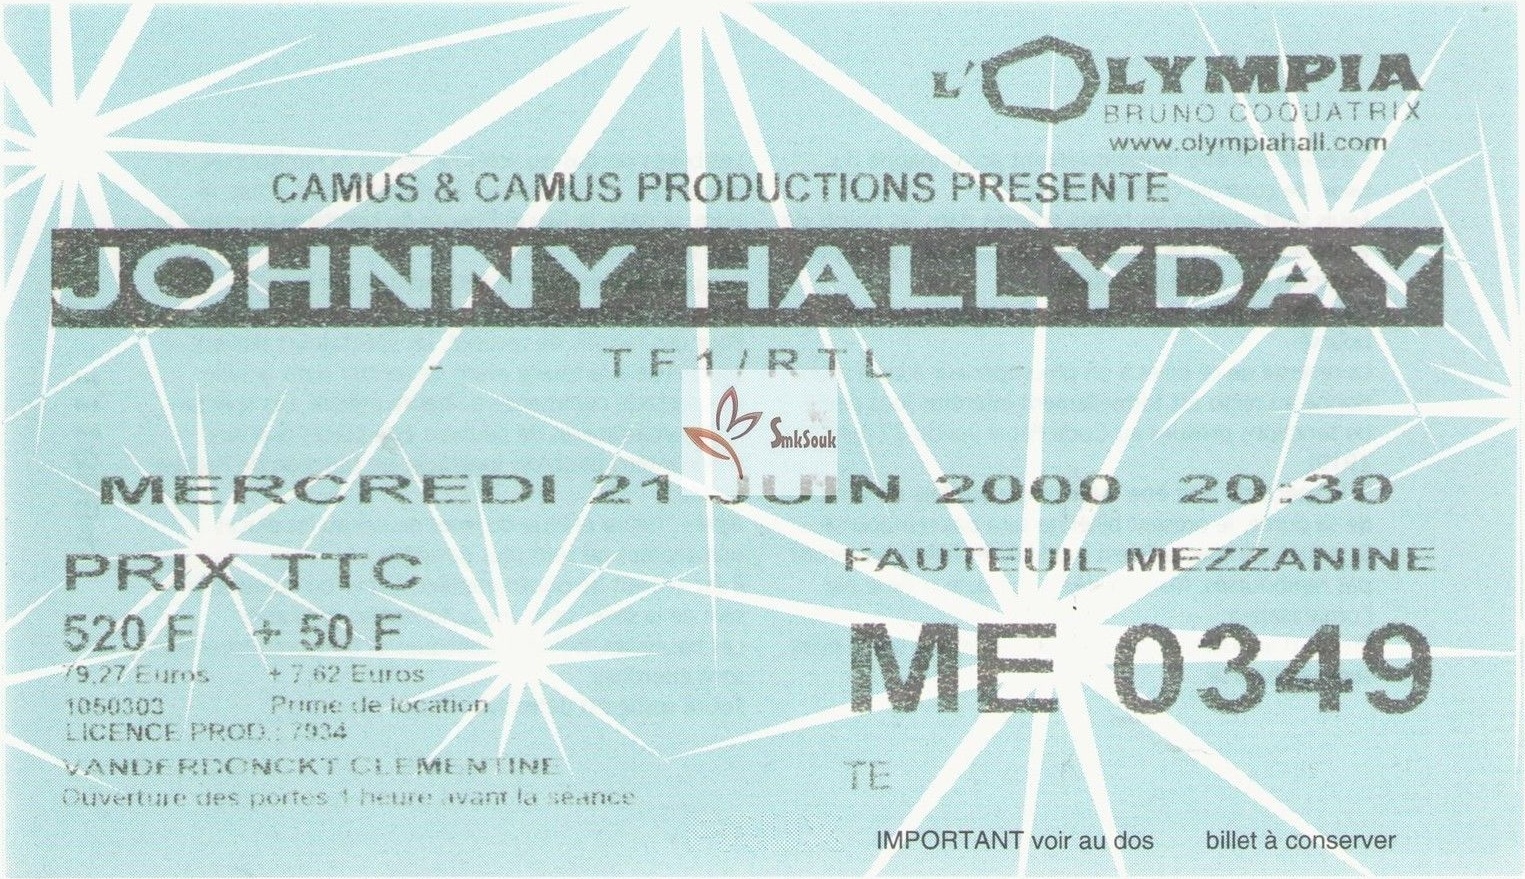 L'OLYMPIA
BRUNO COQUATRIX
www.olympiahall.com
CAMUS & CAMUS PRODUCTIONS PRESENTE
JOHNNY HALLYDAY
- TF1/RTL
SmkSouk
MERCREDI 21 JUIN 2000 20:30
PRIX TTC
FAUTEUIL MEZZANINE
520 F + 50 F
ME 0349
79,27 Euros + 7,62 Euros
1050303 Prime de location
LICENCE PROD.: 7934
VANDERDONCKT CLEMENTINE
TE
Ouverture des portes 1 heure avant la séance
IMPORTANT voir au dos billet à conserver